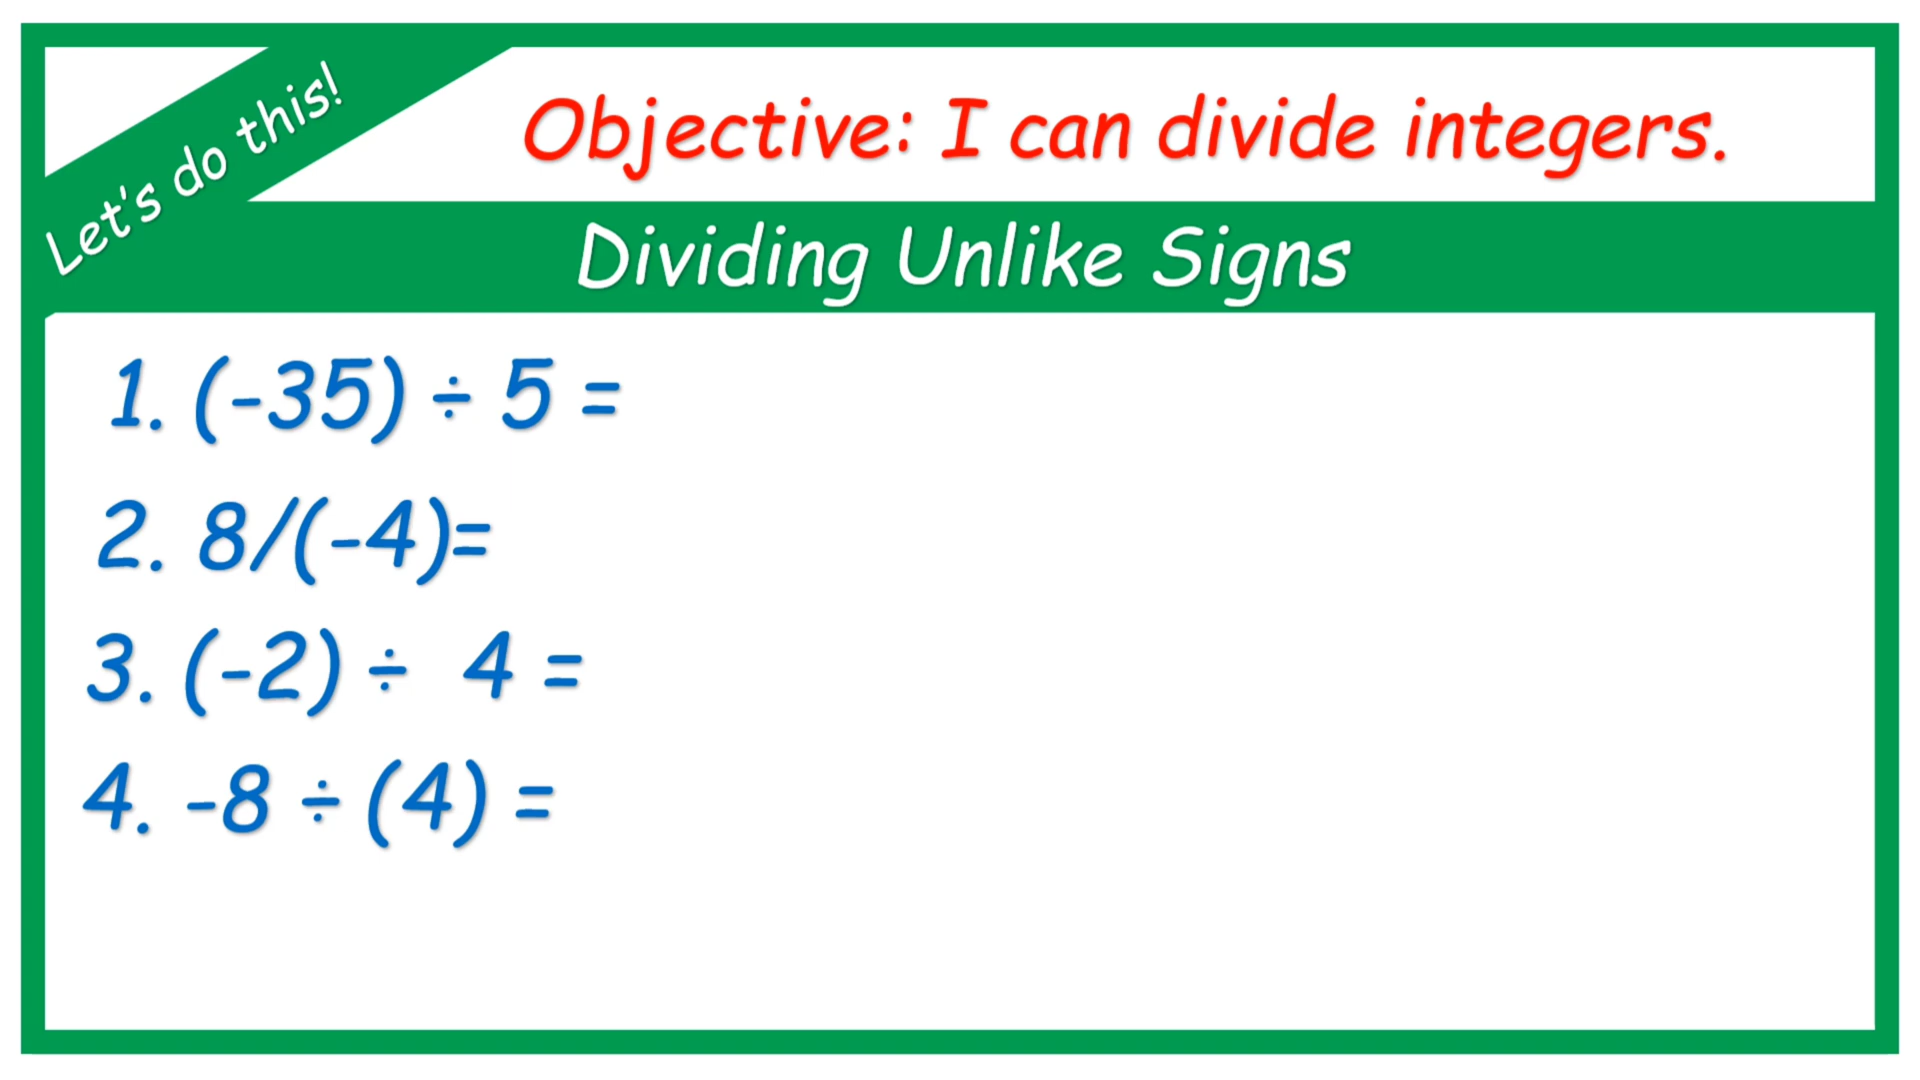 Let's do this!
Objective: I can divide integers.
Dividing Unlike Signs
1. (-35) ÷ 5 =
2. 8/(-4)=
3. (-2) ÷  4 =
4. -8 ÷ (4) =